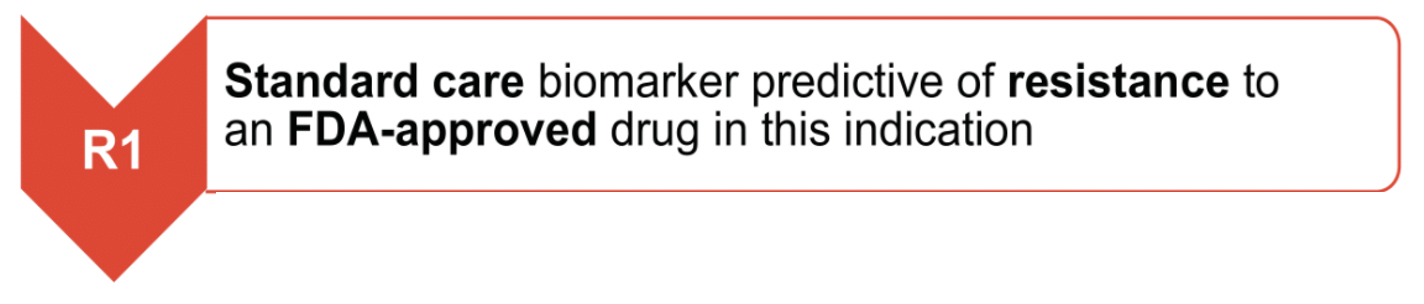 R1
Standard care biomarker predictive of resistance to
an FDA-approved drug in this indication